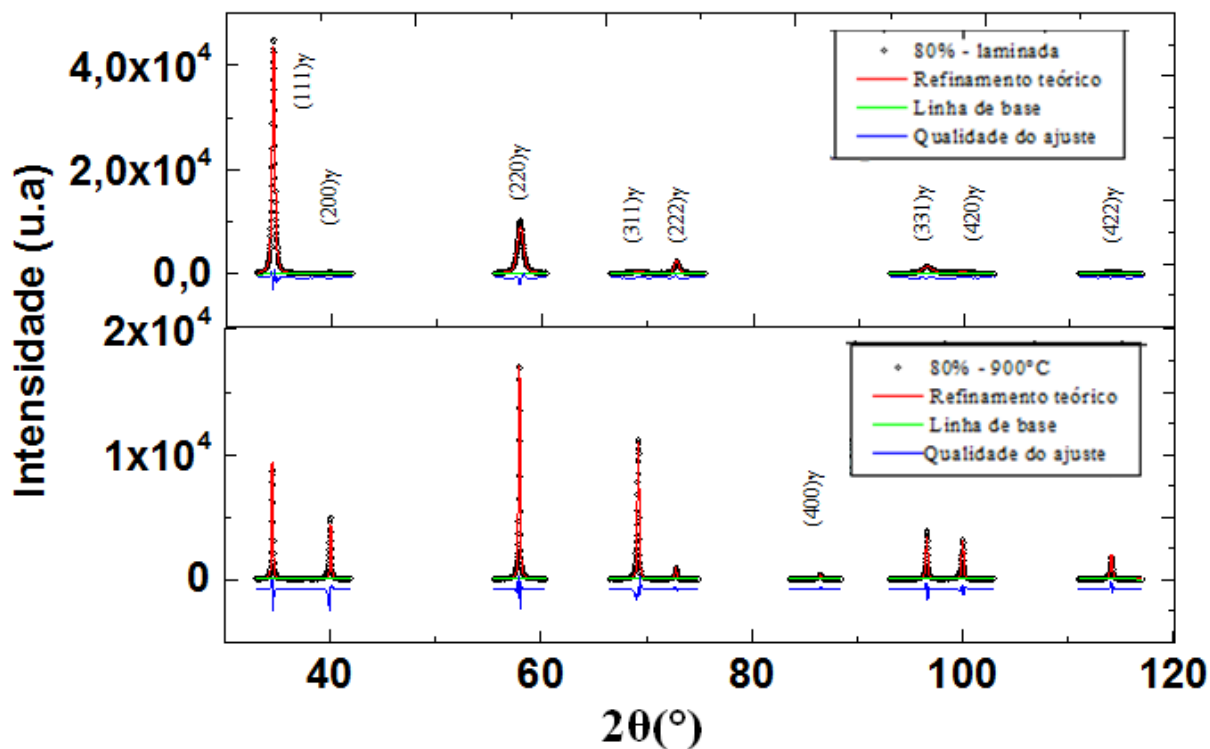 Intensidade (u.a)
4,0x10⁴
2,0x10⁴
0,0
(111)γ
(200)γ
(220)γ
(311)γ
(222)γ
(331)γ
(420)γ
(422)γ
80% - laminada
Refinamento teórico
Linha de base
Qualidade do ajuste
2x10⁴
1x10⁴
0
(400)γ
80% - 900°C
Refinamento teórico
Linha de base
Qualidade do ajuste
40
60
80
100
120
2θ(°)